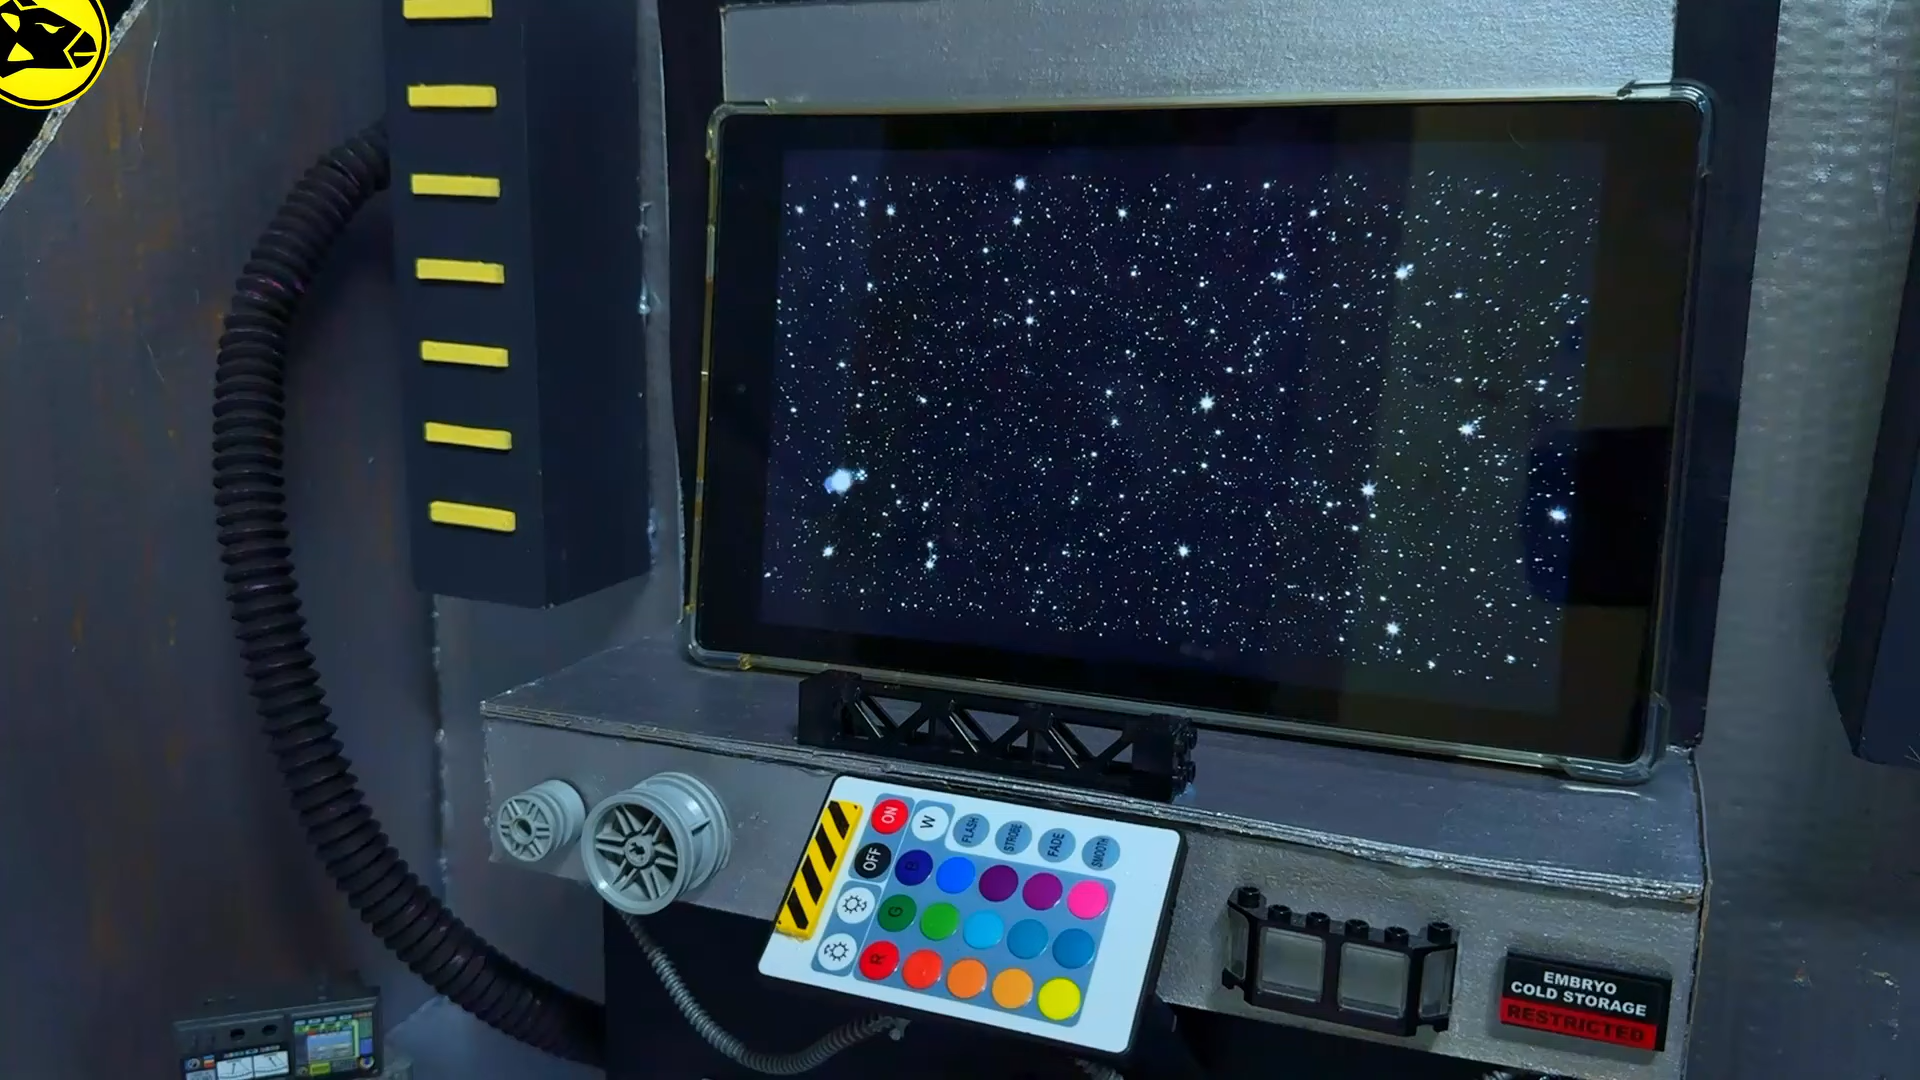 ON
W
FLASH
STROBE
FADE
SMOOTH
OFF
B
G
R
EMBRYO
COLD STORAGE
RESTRICTED